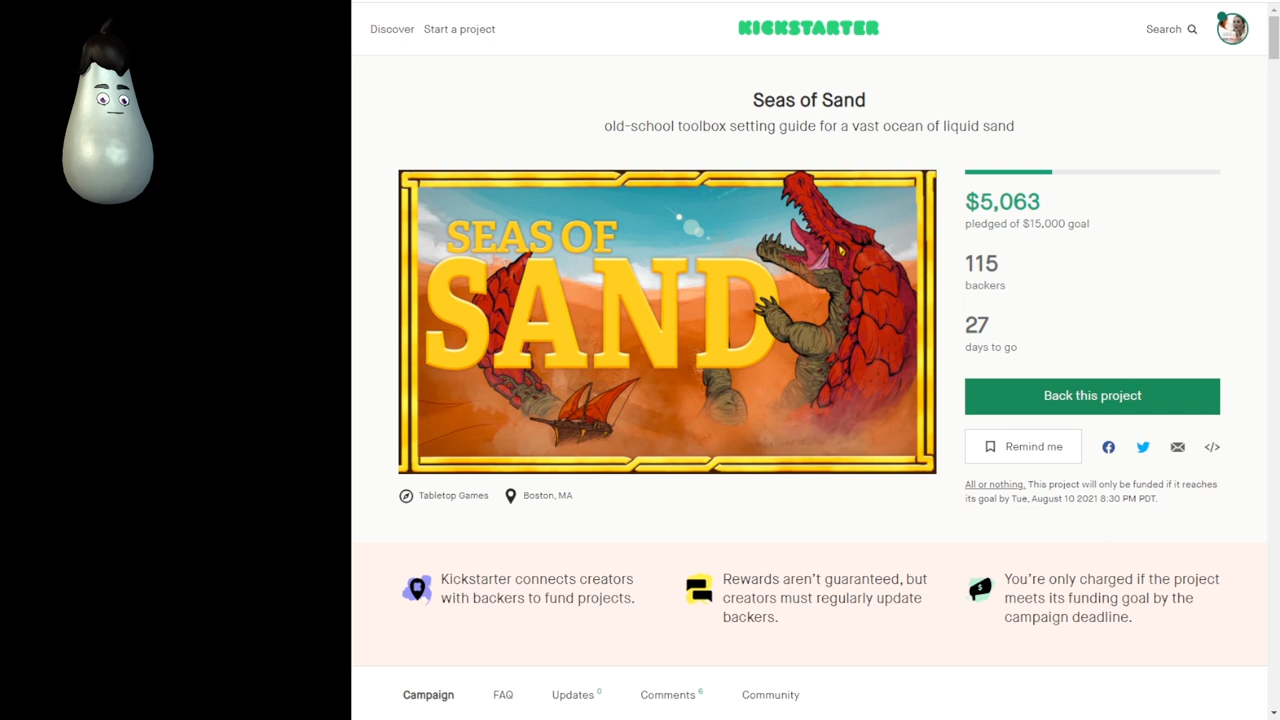 Discover Start a project KICKSTARTER Search
Seas of Sand
old-school toolbox setting guide for a vast ocean of liquid sand
SEAS OF
SAND
$5,063
pledged of $15,000 goal
115
backers
27
days to go
Back this project
Remind me
All or nothing. This project will only be funded if it reaches
its goal by Tue, August 10 2021 8:30 PM PDT.
Tabletop Games Boston, MA
Kickstarter connects creators
with backers to fund projects.
Rewards aren't guaranteed, but
creators must regularly update
backers.
You're only charged if the project
meets its funding goal by the
campaign deadline.
Campaign FAQ Updates 0 Comments 6 Community